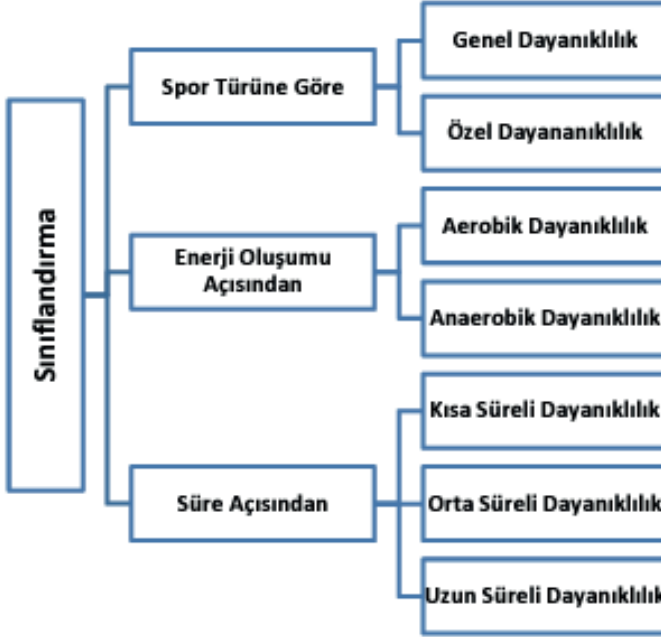 Sınıflandırma
Spor Türüne Göre
Genel Dayanıklılık
Özel Dayananıklılık
Enerji Oluşumu
Açısından
Aerobik Dayanıklılık
Anaerobik Dayanıklılık
Süre Açısından
Kısa Süreli Dayanıklılık
Orta Süreli Dayanıklılık
Uzun Süreli Dayanıklılık